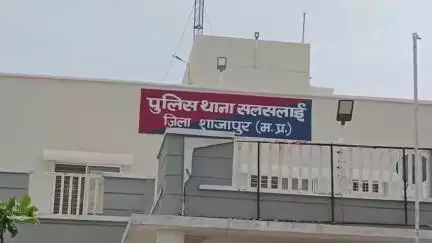 पुलिस थाना सलसलाई
जिला शाजापुर (म.प्र.)